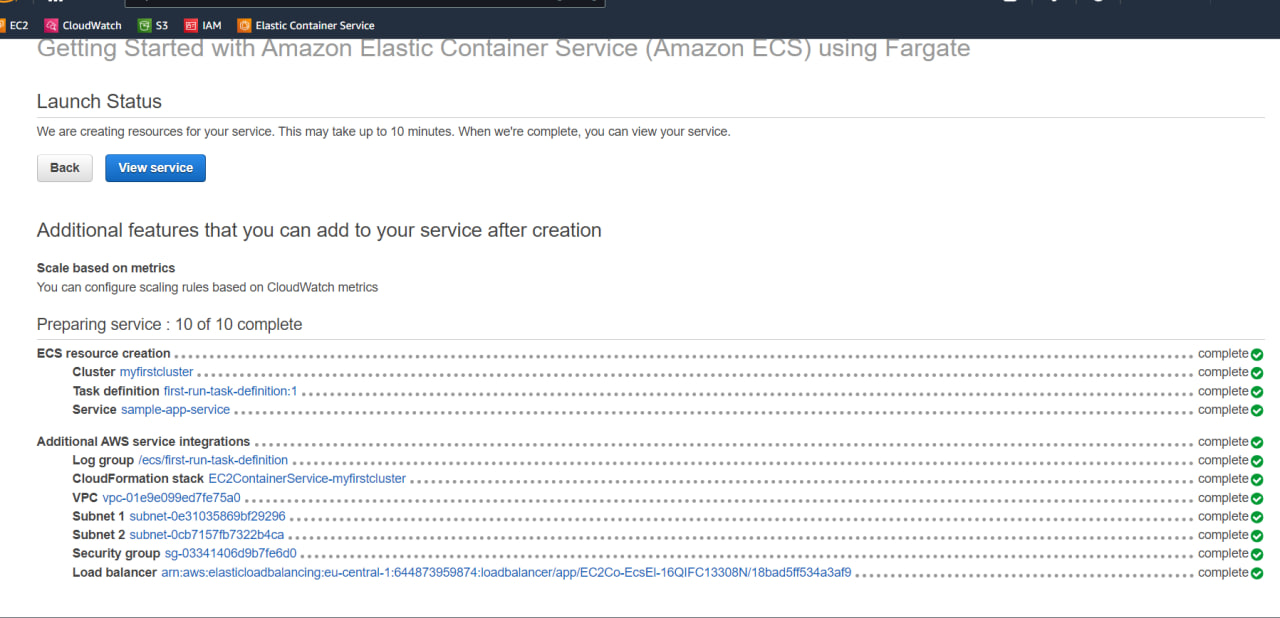 EC2 CloudWatch S3 IAM Elastic Container Service
Getting Started with Amazon Elastic Container Service (Amazon ECS) using Fargate
Launch Status
We are creating resources for your service. This may take up to 10 minutes. When we're complete, you can view your service.
Back View service
Additional features that you can add to your service after creation
Scale based on metrics
You can configure scaling rules based on CloudWatch metrics
Preparing service : 10 of 10 complete
ECS resource creation complete
Cluster myfirstcluster complete
Task definition first-run-task-definition:1 complete
Service sample-app-service complete
Additional AWS service integrations complete
Log group /ecs/first-run-task-definition complete
CloudFormation stack EC2ContainerService-myfirstcluster complete
VPC vpc-01e9e099ed7fe75a0 complete
Subnet 1 subnet-0e31035869bf29296 complete
Subnet 2 subnet-0cb7157fb7322b4ca complete
Security group sg-03341406d9b7fe6d0 complete
Load balancer arn:aws:elasticloadbalancing:eu-central-1:644873959874:loadbalancer/app/EC2Co-EcsEl-16QIFC13308N/18bad5ff534a3af9 complete